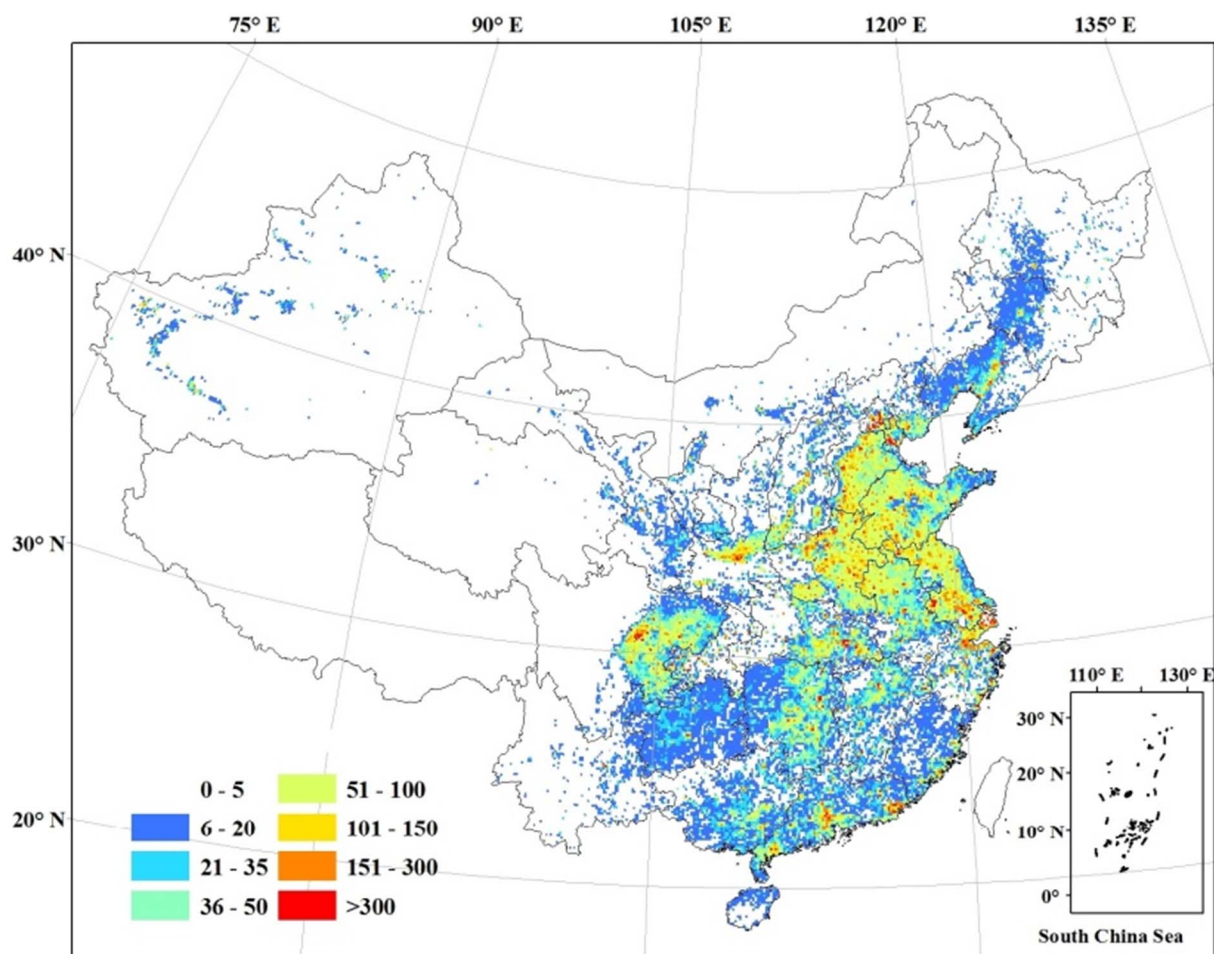 75° E 90° E 105° E 120° E 135° E
40° N
30° N
20° N
0 - 5 51 - 100
6 - 20 101 - 150
21 - 35 151 - 300
36 - 50 >300
110° E 130° E
30° N
20° N
10° N
0°
South China Sea